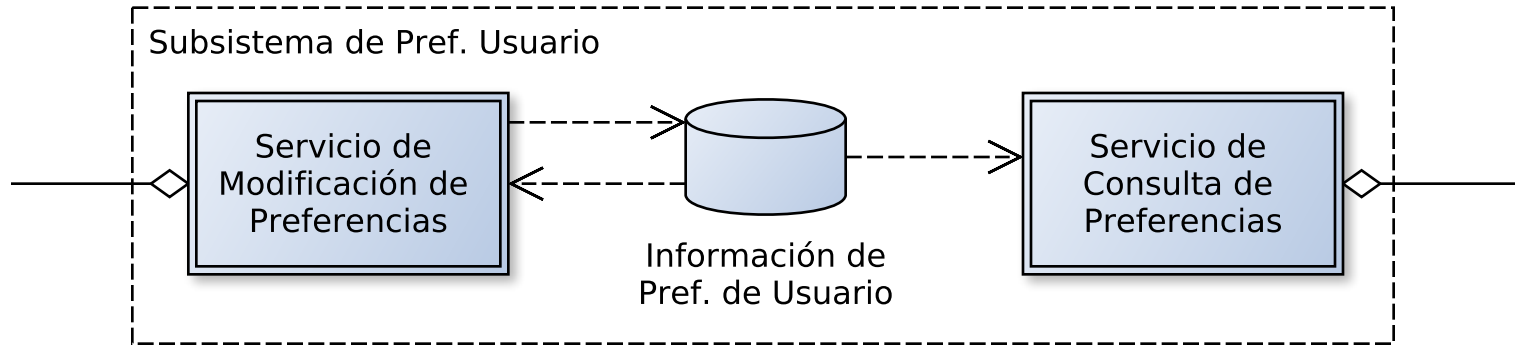 Subsistema de Pref. Usuario
Servicio de
Modificación de
Preferencias
Información de
Pref. de Usuario
Servicio de
Consulta de
Preferencias